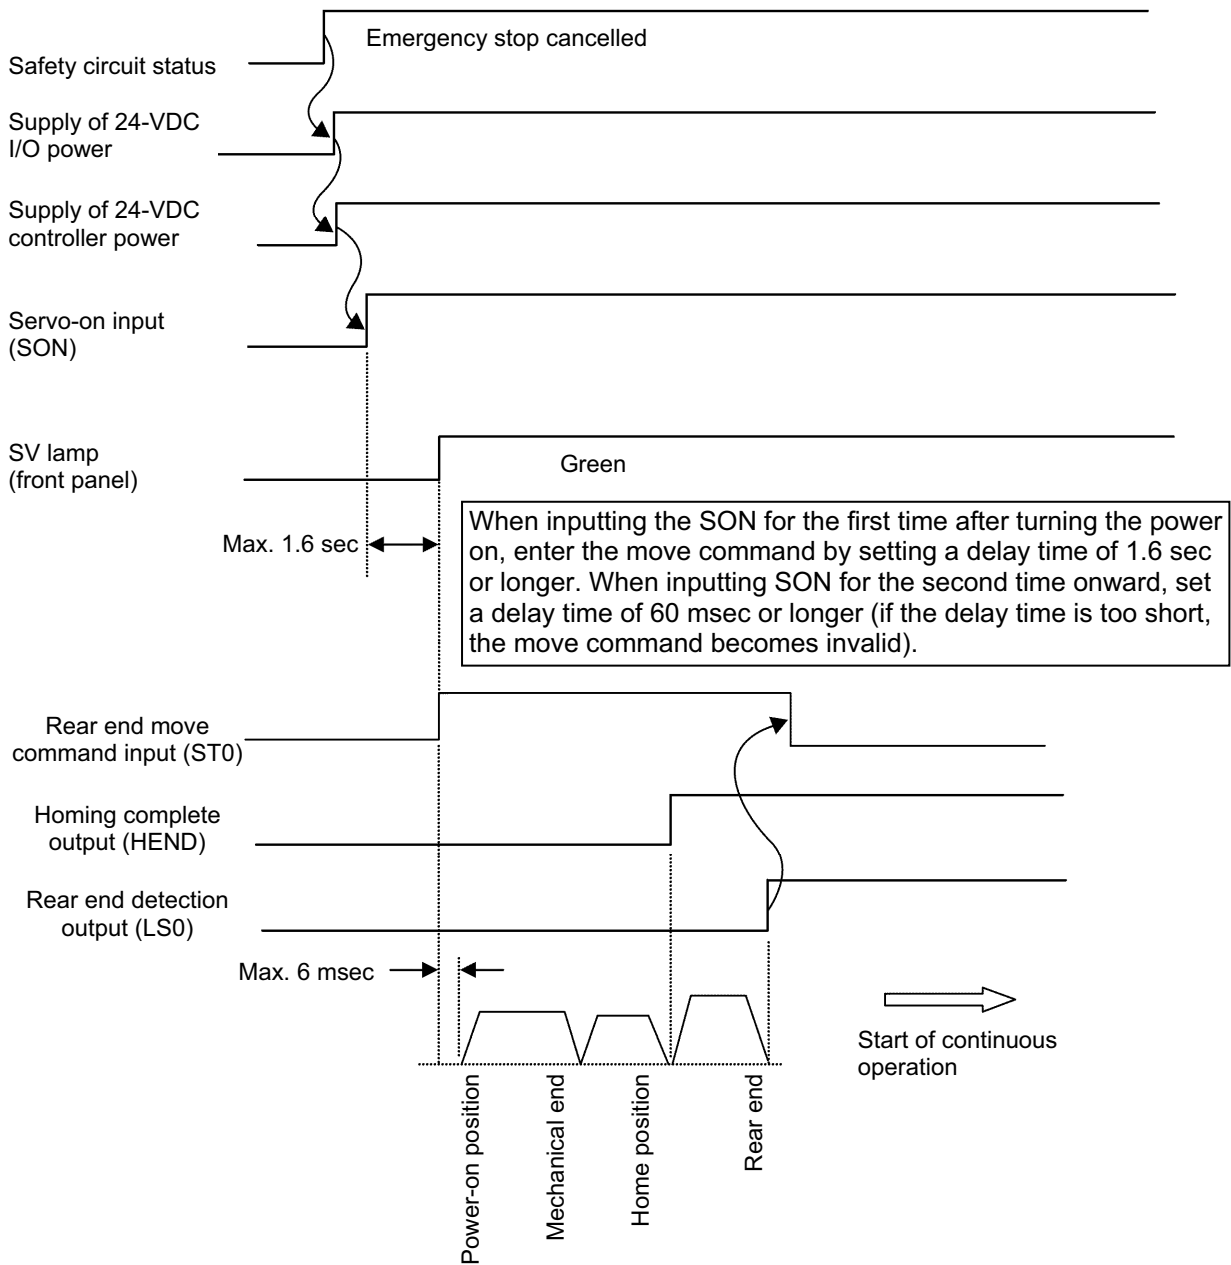 Emergency stop cancelled
Safety circuit status
Supply of 24-VDC
I/O power
Supply of 24-VDC
controller power
Servo-on input
(SON)
SV lamp
(front panel)
Green
Max. 1.6 sec
When inputting the SON for the first time after turning the power
on, enter the move command by setting a delay time of 1.6 sec
or longer. When inputting SON for the second time onward, set
a delay time of 60 msec or longer (if the delay time is too short,
the move command becomes invalid).
Rear end move
command input (ST0)
Homing complete
output (HEND)
Rear end detection
output (LS0)
Max. 6 msec
Start of continuous
operation
Power-on position
Mechanical end
Home position
Rear end